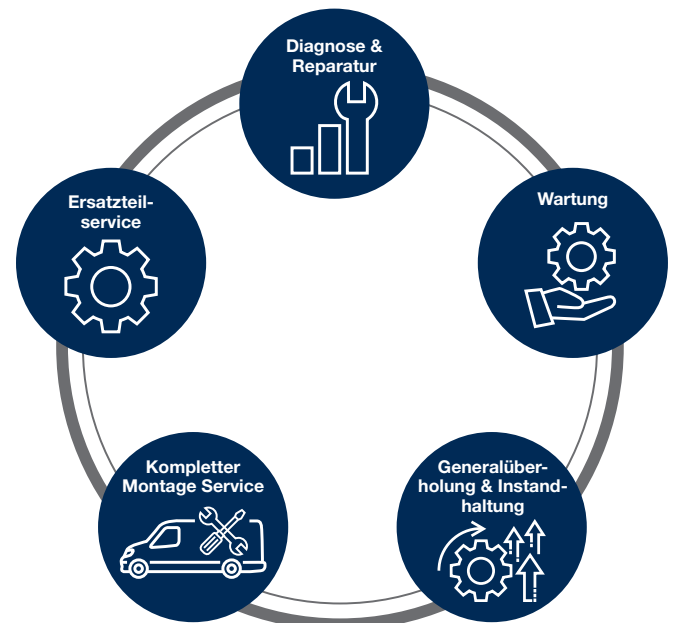 Diagnose &
Reparatur
Wartung
Generalüber-
holung & Instand-
haltung
Kompletter
Montage Service
Ersatzteil-
service